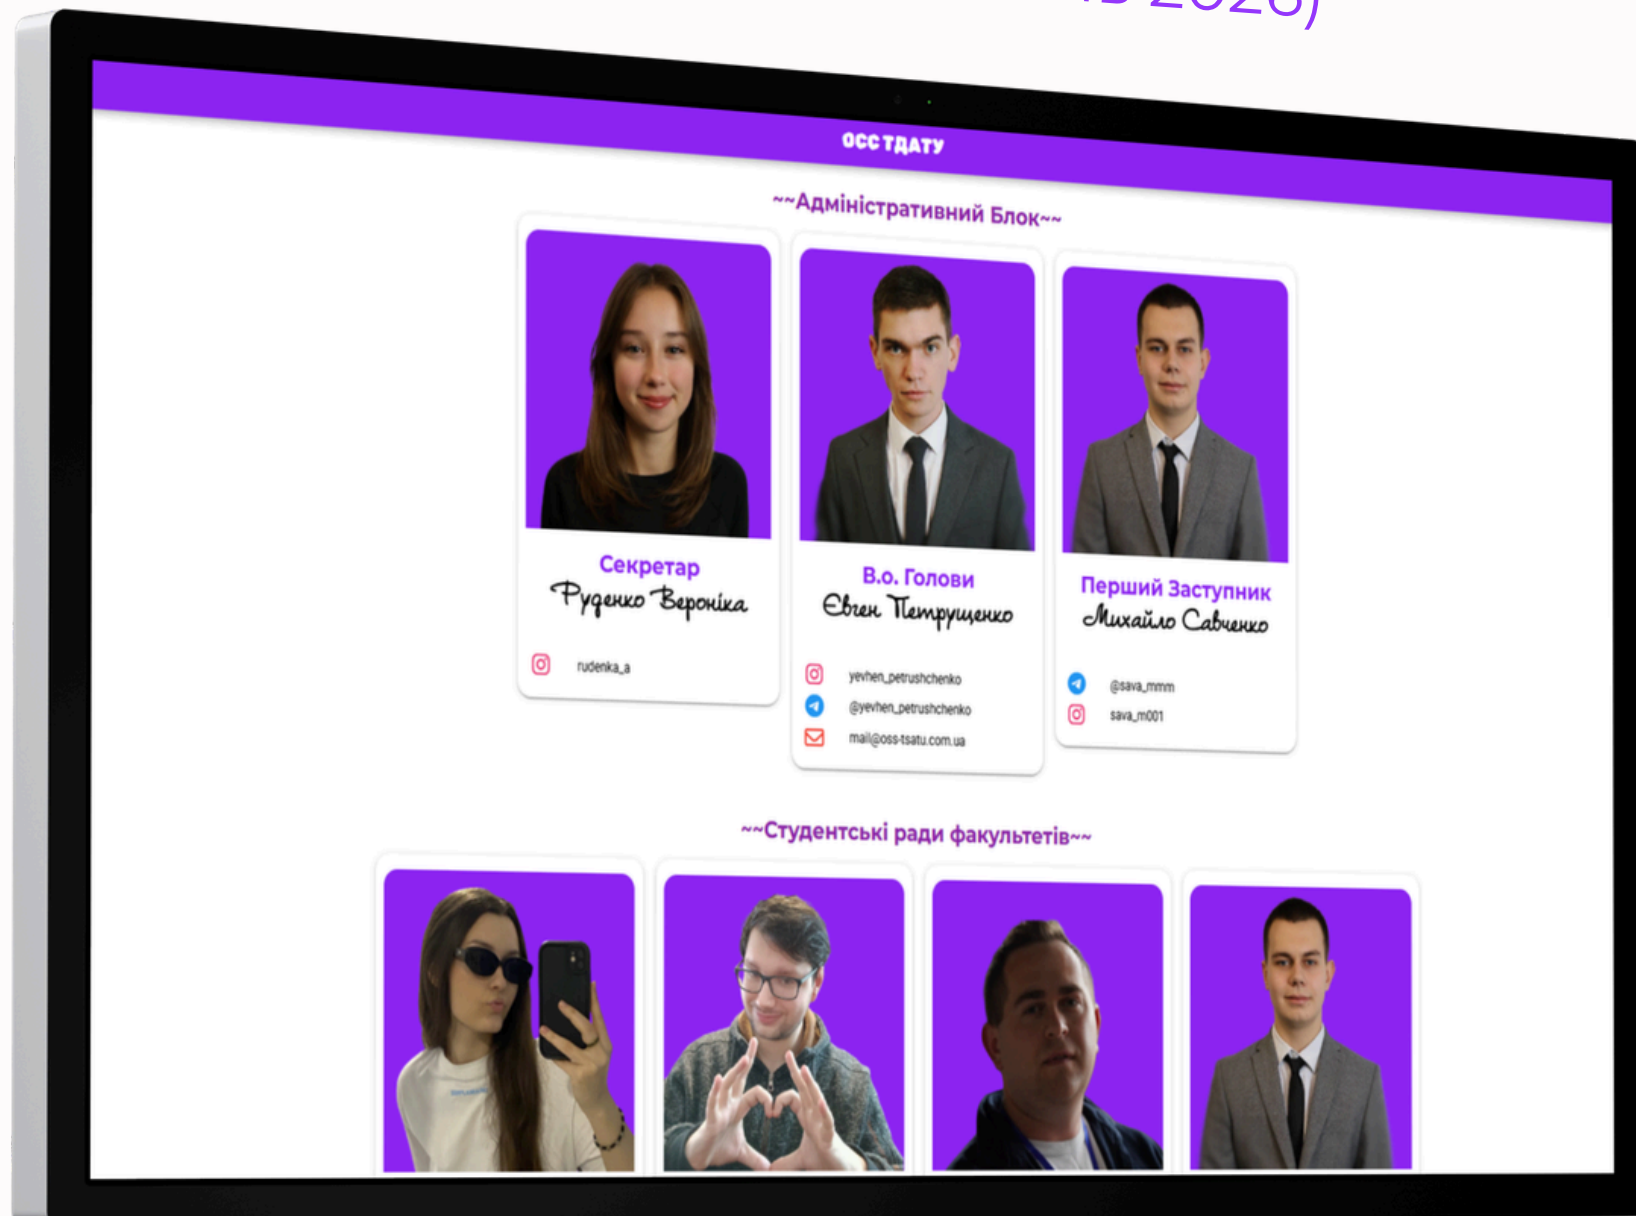 2026)
ОСС ТДАТУ
~~Адміністративний Блок~~
Секретар
Руденко Вероніка
rudenka_a
В.о. Голови
Євген Петрущенко
yevhen_petrushchenko
@yevhen_petrushchenko
mail@oss-tsatu.com.ua
Перший Заступник
Михайло Савченко
@sava_mmm
sava_m001
~~Студентські ради факультетів~~